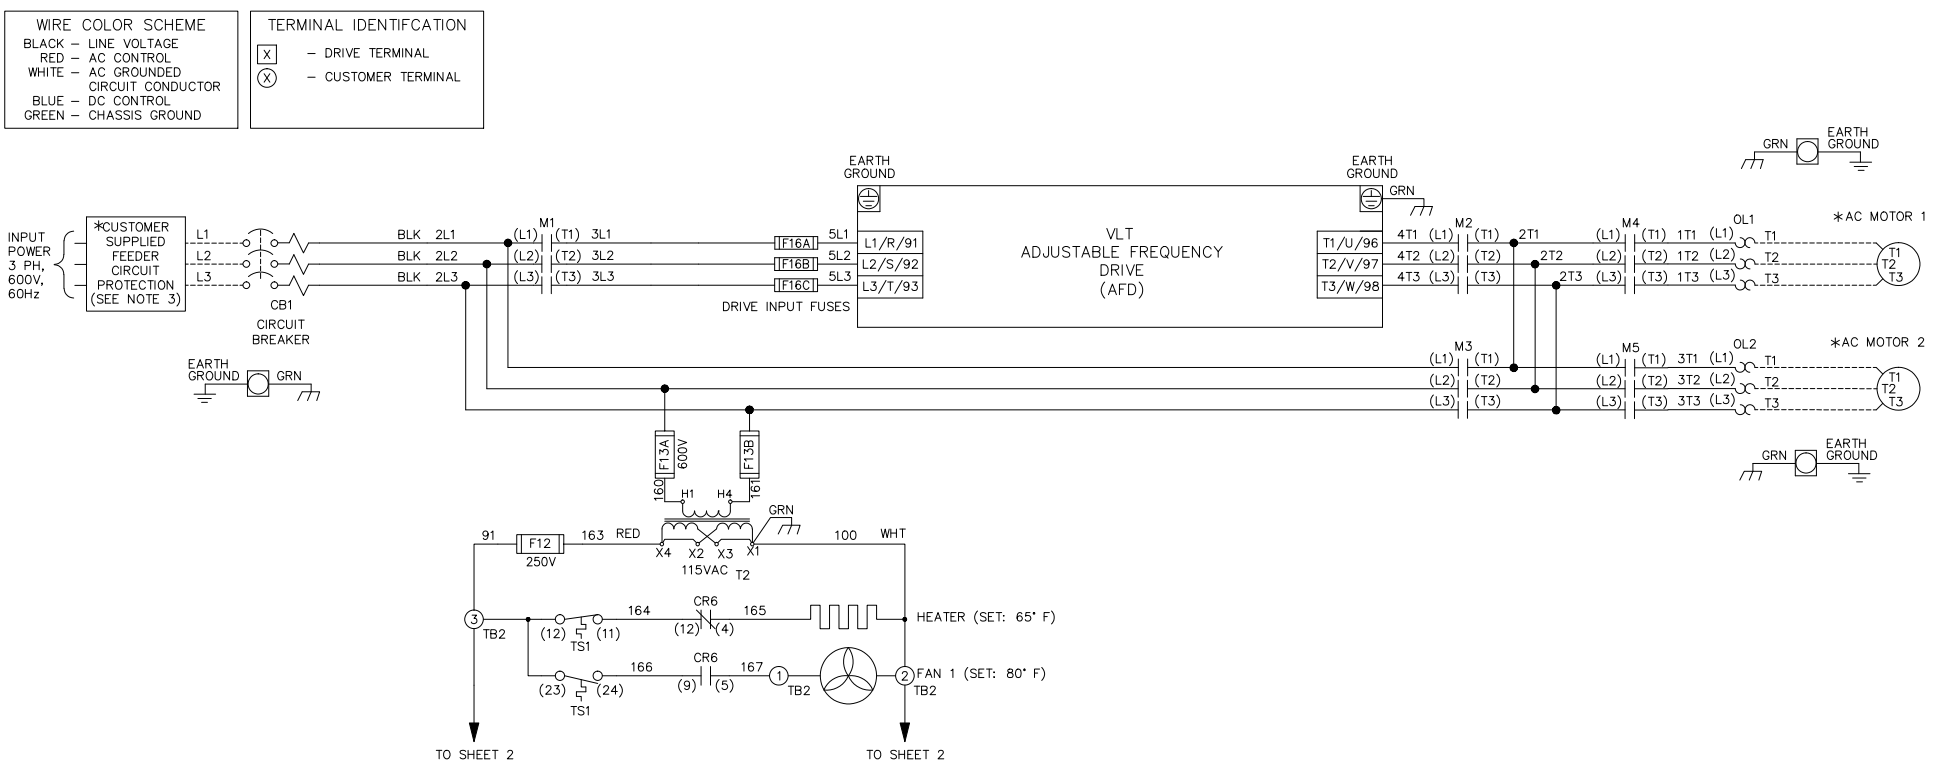 WIRE COLOR SCHEME
BLACK – LINE VOLTAGE
RED – AC CONTROL
WHITE – AC GROUNDED
CIRCUIT CONDUCTOR
BLUE – DC CONTROL
GREEN – CHASSIS GROUND
TERMINAL IDENTIFCATION
X – DRIVE TERMINAL
X – CUSTOMER TERMINAL
GRN
EARTH
GROUND
EARTH
GROUND
EARTH
GROUND
GRN
INPUT
POWER
3 PH,
600V,
60Hz
*CUSTOMER
SUPPLIED
FEEDER
CIRCUIT
PROTECTION
(SEE NOTE 3)
L1
L2
L3
CB1
CIRCUIT
BREAKER
BLK 2L1
BLK 2L2
BLK 2L3
M1
(L1) (T1) 3L1
(L2) (T2) 3L2
(L3) (T3) 3L3
F16A 5L1
F16B 5L2
F16C 5L3
DRIVE INPUT FUSES
L1/R/91
L2/S/92
L3/T/93
VLT
ADJUSTABLE FREQUENCY
DRIVE
(AFD)
T1/U/96
T2/V/97
T3/W/98
M2
4T1 (L1) (T1) 2T1
4T2 (L2) (T2) 2T2
4T3 (L3) (T3) 2T3
M4
(L1) (T1) 1T1 (L1) T1
(L2) (T2) 1T2 (L2) T2
(L3) (T3) 1T3 (L3) T3
OL1
*AC MOTOR 1
T1
T2
T3
M3
(L1) (T1)
(L2) (T2)
(L3) (T3)
M5
(L1) (T1) 3T1 (L1) T1
(L2) (T2) 3T2 (L2) T2
(L3) (T3) 3T3 (L3) T3
OL2
*AC MOTOR 2
T1
T2
T3
EARTH
GROUND
GRN
GRN
EARTH
GROUND
F13A
600V
F13B
160
161
H1 H4
GRN
91
F12
250V
163 RED
X4 X2 X3 X1
115VAC T2
100 WHT
3
TB2
(12) (11)
TS1
164
CR6
(12) (4)
165
HEATER (SET: 65° F)
(23) (24)
TS1
166
CR6
(9) (5)
167
1
TB2
2
TB2
FAN 1 (SET: 80° F)
TO SHEET 2
TO SHEET 2